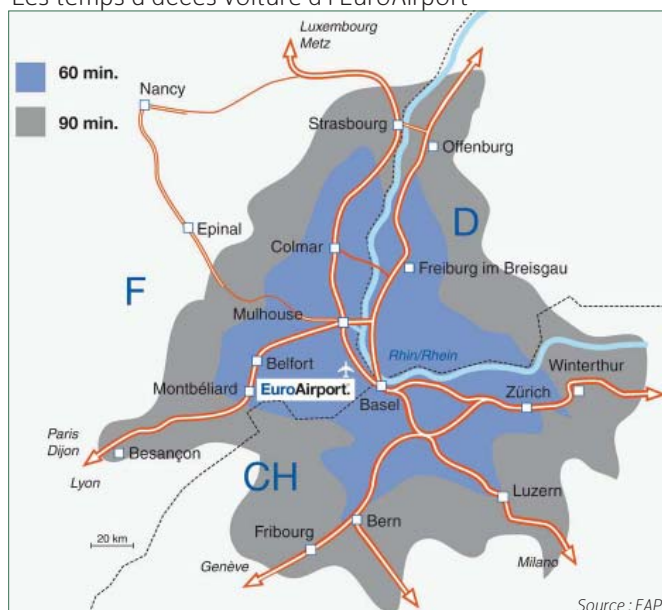 Les temps d'accès voiture à l'EuroAirport
Luxembourg
Metz
60 min.
90 min.
Nancy
Strasbourg
Offenburg
Epinal
D
Colmar
Freiburg im Breisgau
F
Mulhouse
Rhin/Rhein
Belfort
Winterthur
Montbéliard
EuroAirport.
Basel
Zürich
Paris
Dijon
Besançon
Lyon
CH
Luzern
20 km
Fribourg
Bern
Genève
Milano
Source : EAP